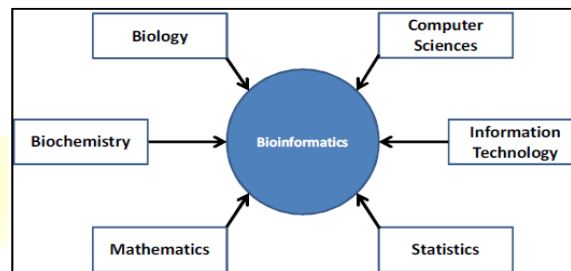 Biology
Computer
Sciences
Biochemistry
Bioinformatics
Information
Technology
Mathematics
Statistics